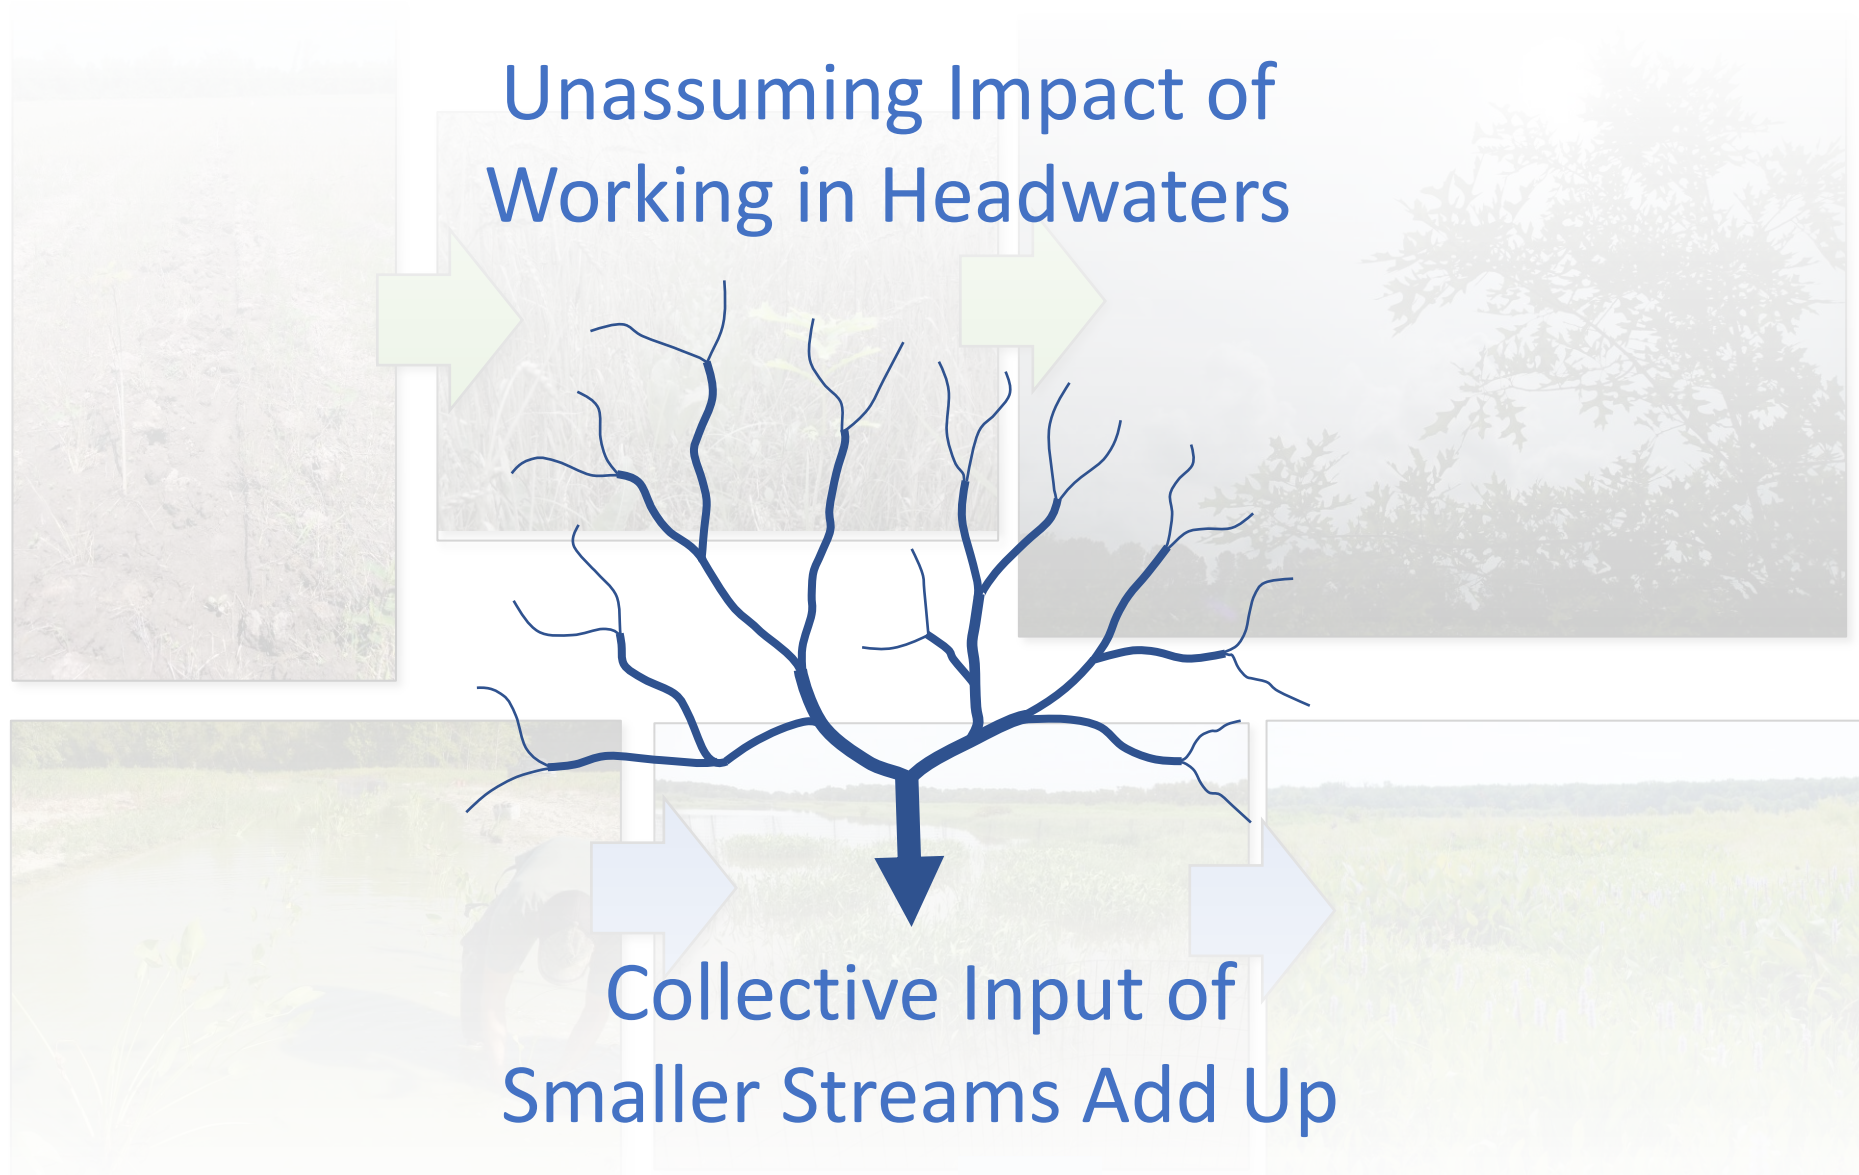 Unassuming Impact of
Working in Headwaters
Collective Input of
Smaller Streams Add Up